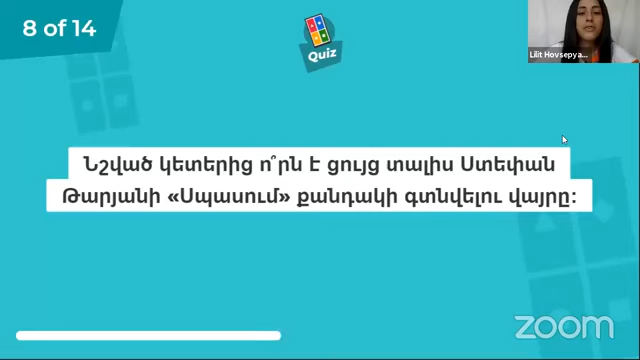 8 of 14
Quiz
Lilit Hovsepya...
Նշված կետերից ո՞րն է ցույց տալիս Ստեփան
Թարյանի «Սպասում» քանդակի գտնվելու վայրը:
zoom